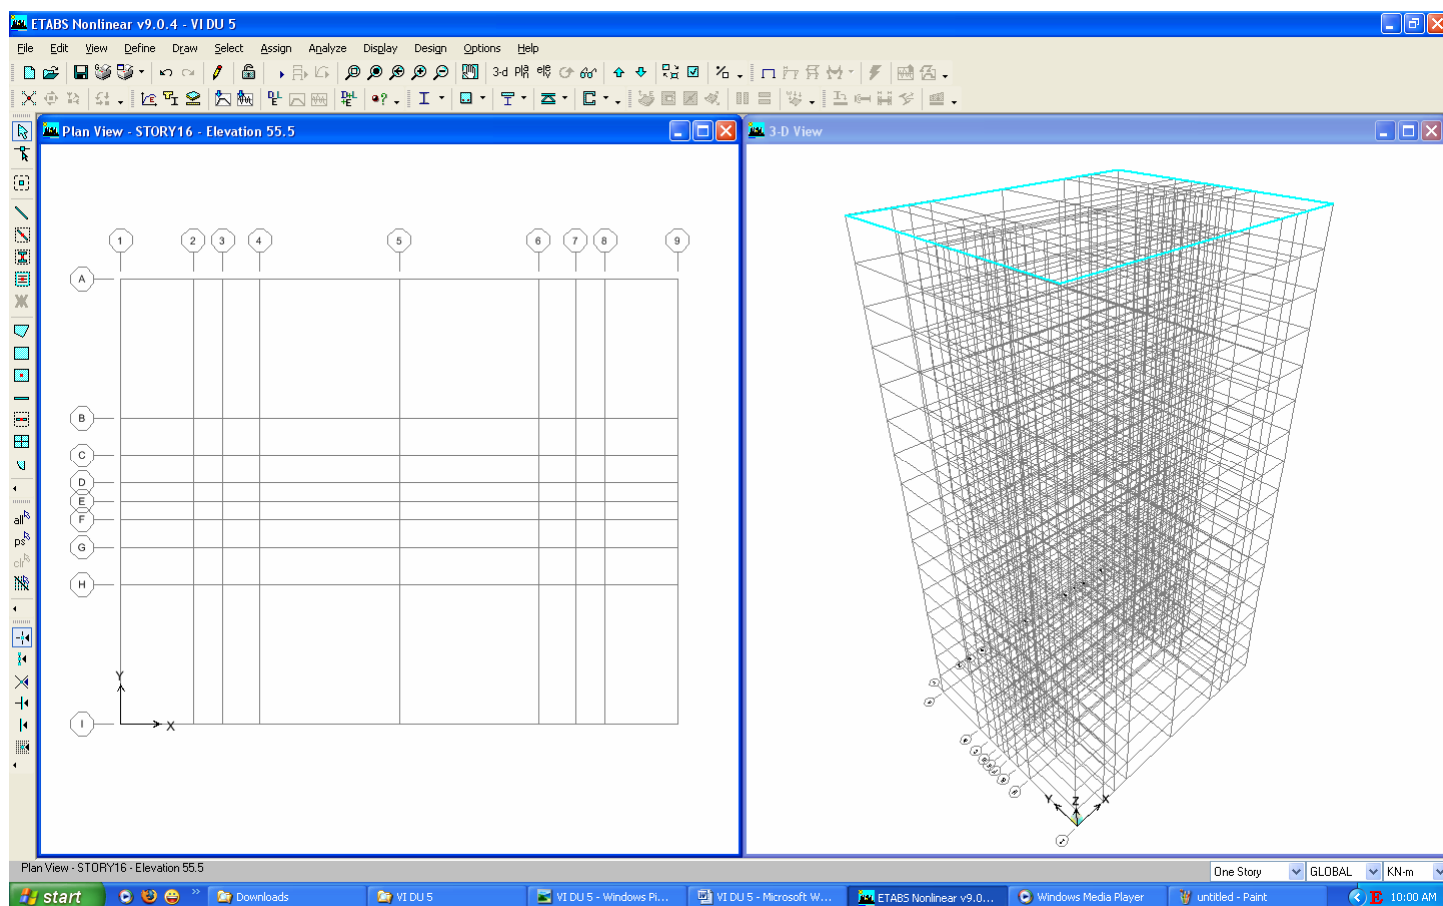 ETABS Nonlinear v9.0.4 - VI DU 5
File Edit View Define Draw Select Assign Analyze Display Design Options Help
3-d
all
ps
clr
Plan View - STORY16 - Elevation 55.5
1 2 3 4 5 6 7 8 9
A
B
C
D
E
F
G
H
I
Y
X
3-D View
Y Z X
Plan View - STORY16 - Elevation 55.5
One Story GLOBAL KN-m
start
Downloads
VI DU 5
VI DU 5 - Windows Pi...
VI DU 5 - Microsoft W...
ETABS Nonlinear v9.0...
Windows Media Player
untitled - Paint
E
10:00 AM